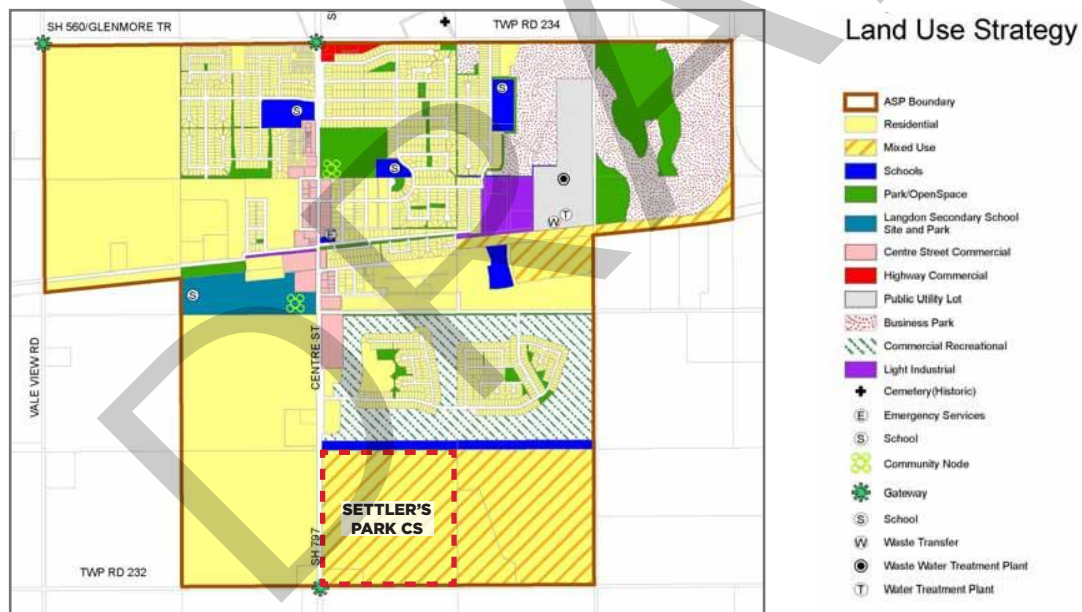 SH 560/GLENMORE TR
TWP RD 234
Land Use Strategy
ASP Boundary
Residential
Mixed Use
Schools
Park/OpenSpace
Langdon Secondary School
Site and Park
Centre Street Commercial
Highway Commercial
Public Utility Lot
Business Park
Commercial Recreational
Light Industrial
Cemetery(Historic)
E Emergency Services
S School
Community Node
Gateway
S School
W Waste Transfer
Waste Water Treatment Plant
T Water Treatment Plant
S
S
S
E
W T
S
VALE VIEW RD
CENTRE ST
SETTLER'S
PARK CS
SH 797
TWP RD 232
DRAFT